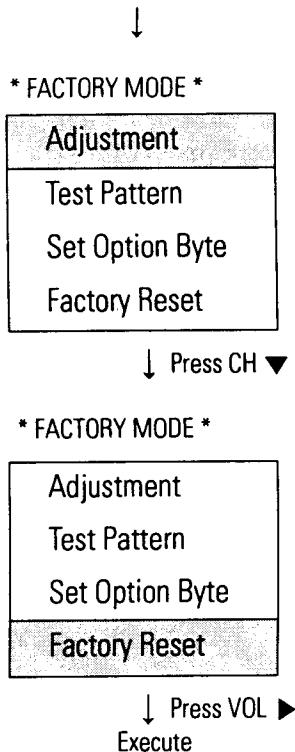 ↓
* FACTORY MODE *
Adjustment
Test Pattern
Set Option Byte
Factory Reset
↓ Press CH ▼
* FACTORY MODE *
Adjustment
Test Pattern
Set Option Byte
Factory Reset
↓ Press VOL ▶
Execute